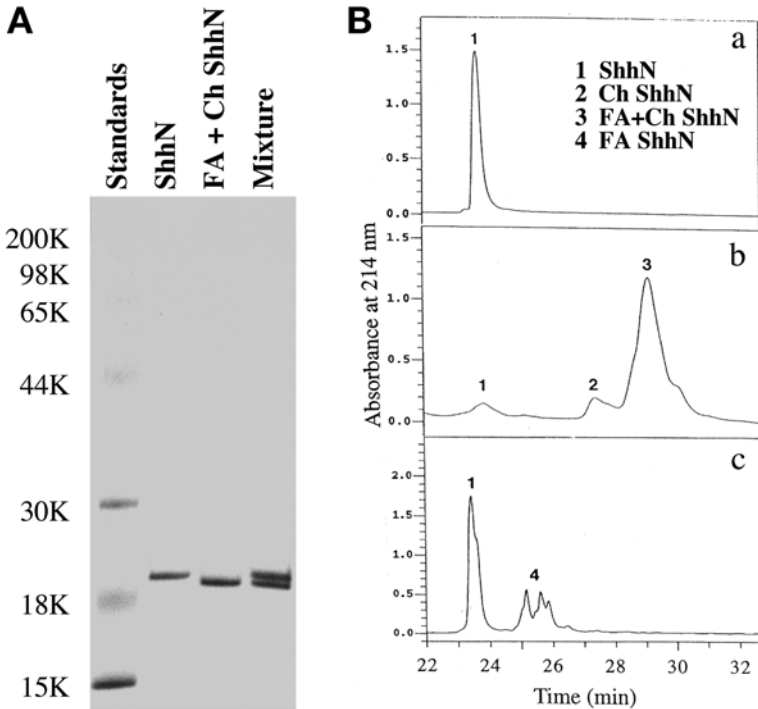 A
Standards
ShhN
FA + Ch ShhN
Mixture
200K
98K
65K
44K
30K
18K
15K
B
Absorbance at 214 nm
a
1.5
1.0
0.5
0.0
1
1 ShhN
2 Ch ShhN
3 FA+Ch ShhN
4 FA ShhN
b
1.5
1.0
0.5
0.0
1
2
3
c
2.0
1.5
1.0
0.5
0.0
1
4
22 24 26 28 30 32
Time (min)